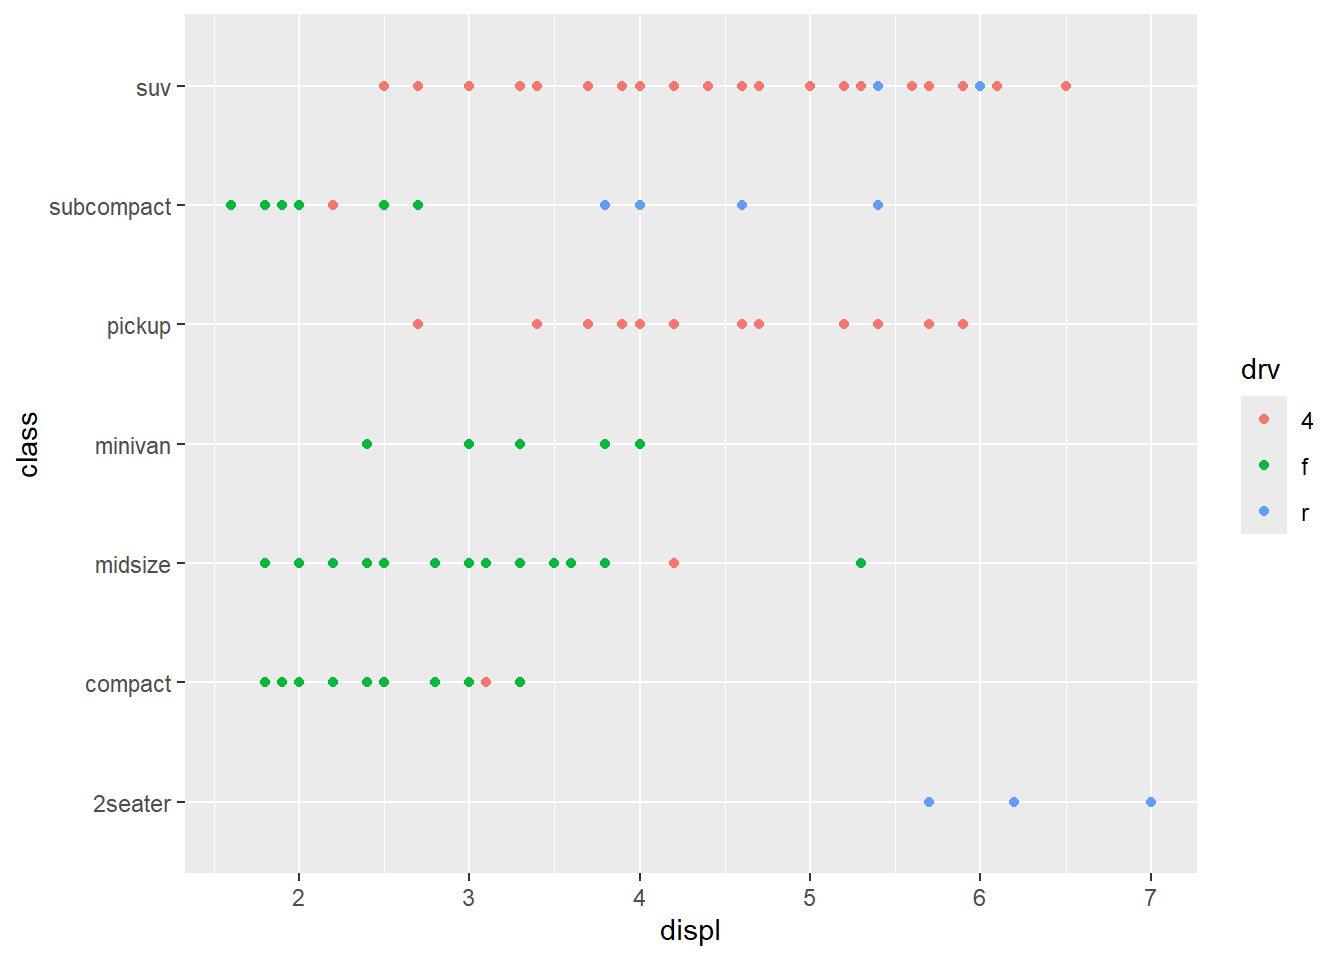 suv
subcompact
pickup
minivan
midsize
compact
2seater
class
2 3 4 5 6 7
displ
drv
4
f
r